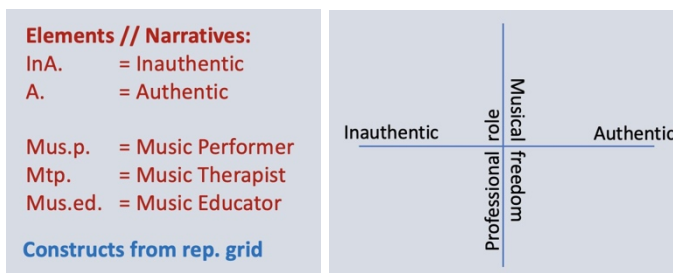 Elements // Narratives:
InA. = Inauthentic
A. = Authentic
Mus.p. = Music Performer
Mtp. = Music Therapist
Mus.ed. = Music Educator
Constructs from rep. grid
Inauthentic
Authentic
Professional role
Musical freedom